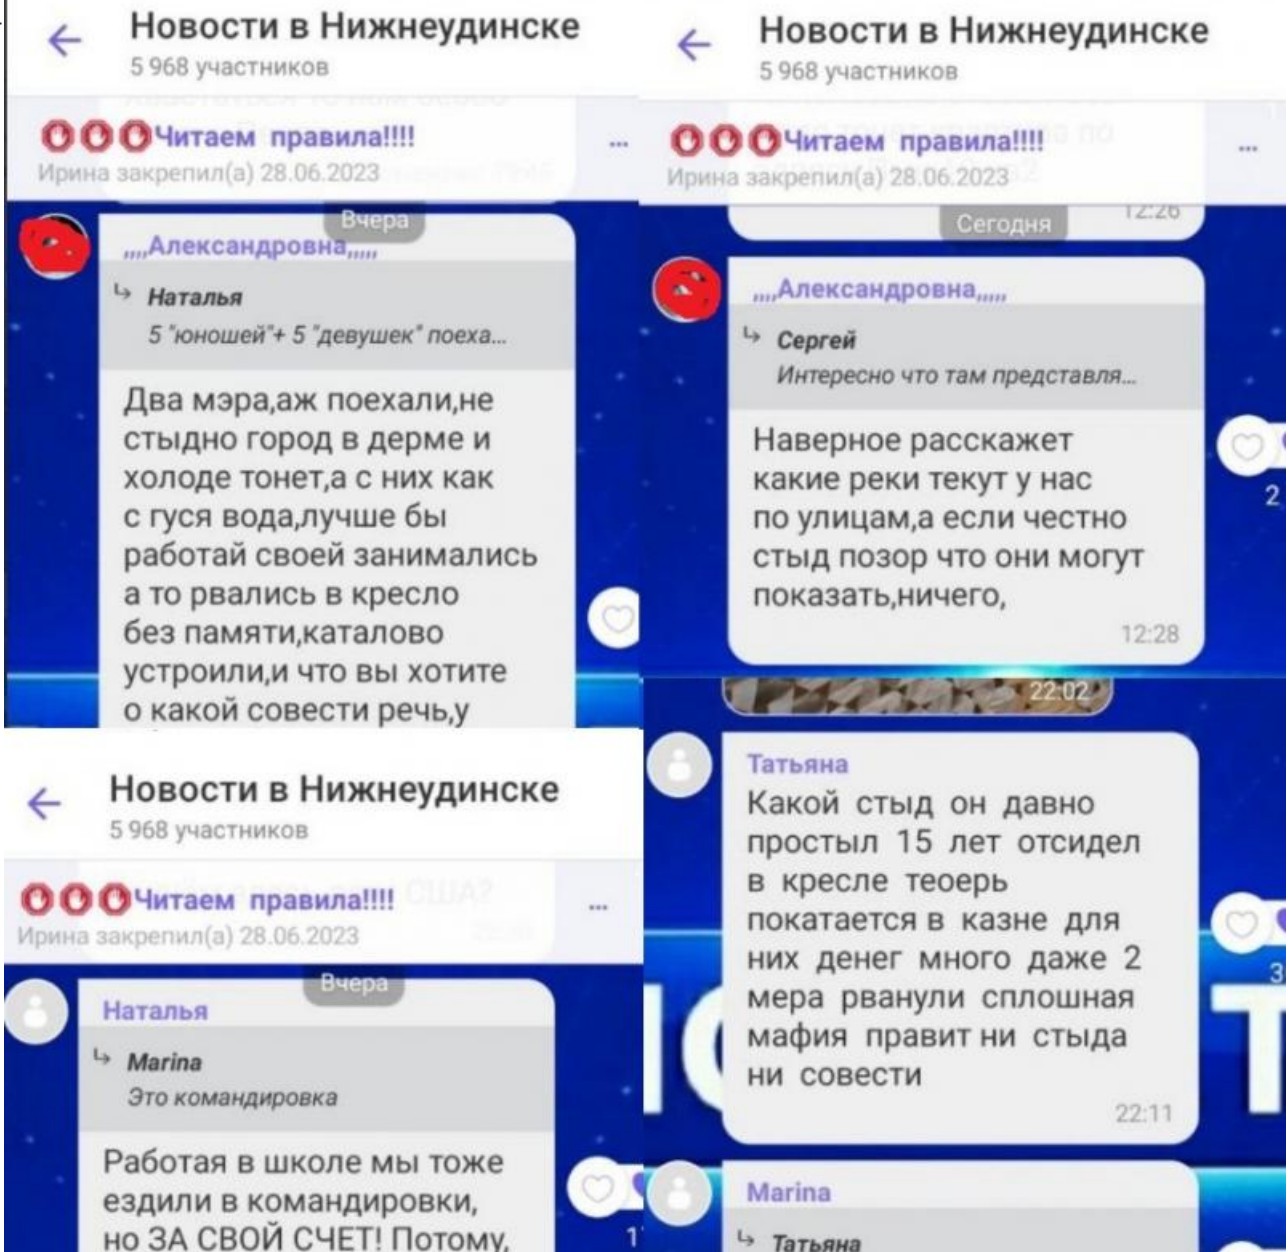 Новости в Нижнеудинске
5 968 участников
Читаем правила!!!!
Ирина закрепил(а) 28.06.2023
Вчера
,,,,Александровна,,,,,
Наталья
5 "юношей"+ 5 "девушек" поеха...
Два мэра,аж поехали,не
стыдно город в дерме и
холоде тонет,а с них как
с гуся вода,лучше бы
работай своей занимались
а то рвались в кресло
без памяти,каталово
устроили,и что вы хотите
о какой совести речь,у
Новости в Нижнеудинске
5 968 участников
Читаем правила!!!!
Ирина закрепил(а) 28.06.2023
12:26
Сегодня
,,,,Александровна,,,,,
Сергей
Интересно что там представля...
Наверное расскажет
какие реки текут у нас
по улицам,а если честно
стыд позор что они могут
показать,ничего,
12:28
2
Новости в Нижнеудинске
5 968 участников
США?
Читаем правила!!!!
Ирина закрепил(а) 28.06.2023
Вчера
Наталья
Marina
Это командировка
Работая в школе мы тоже
ездили в командировки,
но ЗА СВОЙ СЧЕТ! Потому,
22:02
Татьяна
Какой стыд он давно
простыл 15 лет отсидел
в кресле теоерь
покатается в казне для
них денег много даже 2
мера рванули сплошная
мафия правит ни стыда
ни совести
22:11
3
Marina
Татьяна